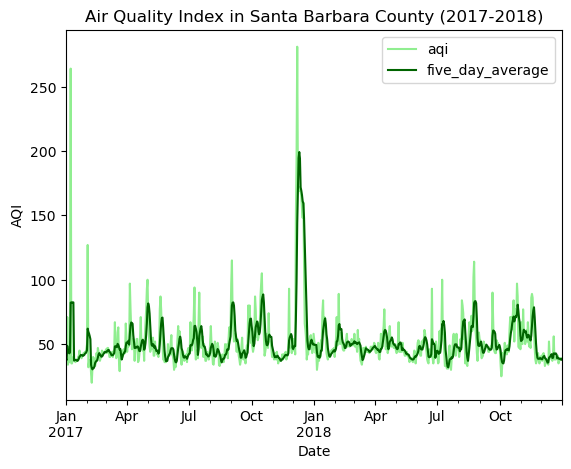 Air Quality Index in Santa Barbara County (2017-2018)
aqi
five_day_average
250
200
150
100
50
AQI
Jan Apr Jul Oct Jan Apr Jul Oct
2017 2018
Date